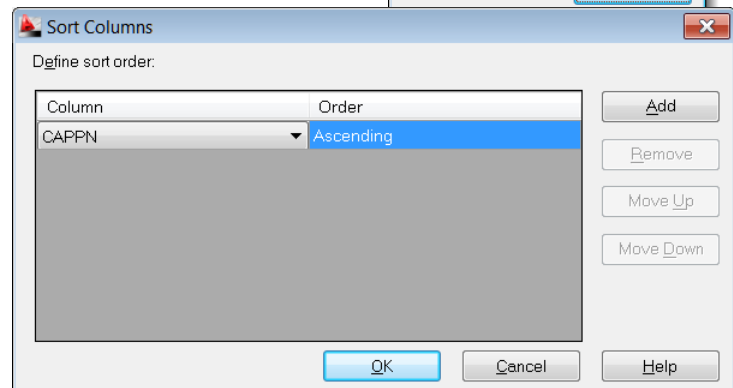 Sort Columns
Define sort order:
Column Order Add
CAPPN Ascending
Remove
Move Up
Move Down
OK Cancel Help